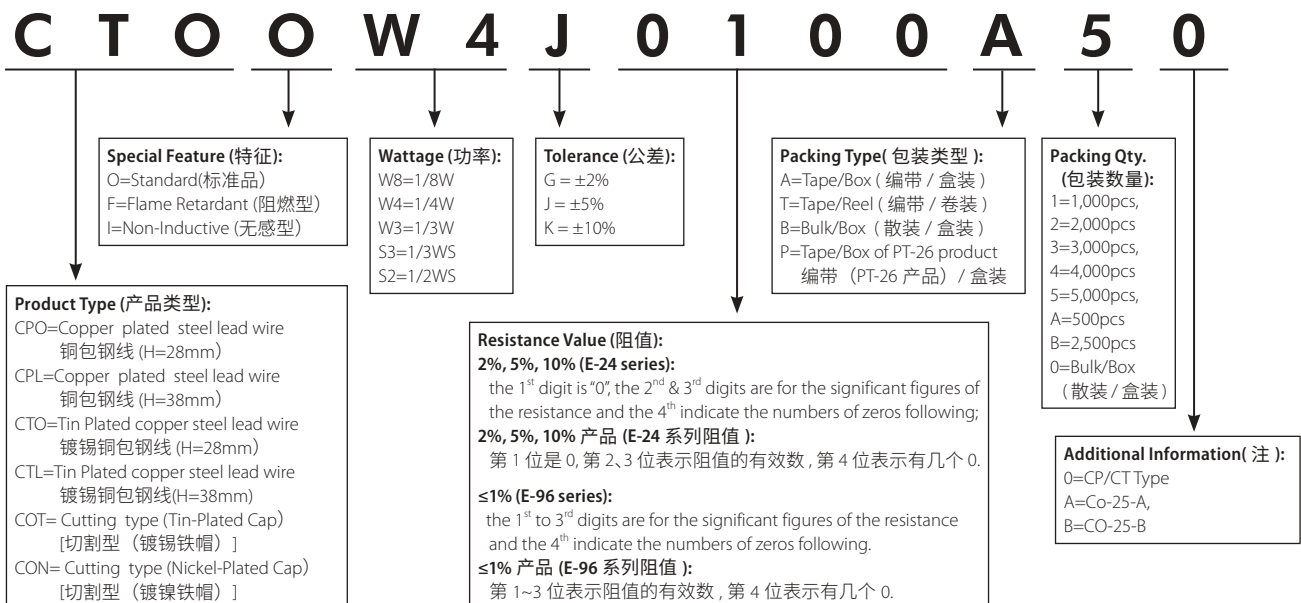 C T O O W 4 J 0 1 0 0 A 5 0
Special Feature (特征):
O=Standard(标准品)
F=Flame Retardant (阻燃型)
I=Non-Inductive (无感型)
Wattage (功率):
W8=1/8W
W4=1/4W
W3=1/3W
S3=1/3WS
S2=1/2WS
Tolerance (公差):
G = ±2%
J = ±5%
K = ±10%
Packing Type( 包装类型 ):
A=Tape/Box ( 编带 / 盒装 )
T=Tape/Reel ( 编带 / 卷装 )
B=Bulk/Box ( 散装 / 盒装 )
P=Tape/Box of PT-26 product
编带（PT-26 产品）/ 盒装
Packing Qty.
(包装数量):
1=1,000pcs,
2=2,000pcs
3=3,000pcs,
4=4,000pcs
5=5,000pcs,
A=500pcs
B=2,500pcs
0=Bulk/Box
( 散装 / 盒装 )
Product Type (产品类型):
CPO=Copper plated steel lead wire
铜包钢线 (H=28mm）
CPL=Copper plated steel lead wire
铜包钢线 (H=38mm）
CTO=Tin Plated copper steel lead wire
镀锡铜包钢线 (H=28mm）
CTL=Tin Plated copper steel lead wire
镀锡铜包钢线(H=38mm)
COT= Cutting type (Tin-Plated Cap）
[切割型（镀锡铁帽）]
CON= Cutting type (Nickel-Plated Cap）
[切割型（镀镍铁帽）]
Resistance Value (阻值):
2%, 5%, 10% (E-24 series):
the 1st digit is “0”, the 2nd & 3rd digits are for the significant figures of
the resistance and the 4th indicate the numbers of zeros following;
2%, 5%, 10% 产品 (E-24 系列阻值 ):
第 1 位是 0, 第 2、3 位表示阻值的有效数 , 第 4 位表示有几个 0.
≤1% (E-96 series):
the 1st to 3rd digits are for the significant figures of the resistance
and the 4th indicate the numbers of zeros following.
≤1% 产品 (E-96 系列阻值 ):
第 1~3 位表示阻值的有效数 , 第 4 位表示有几个 0.
Additional Information( 注 ):
0=CP/CT Type
A=Co-25-A,
B=CO-25-B